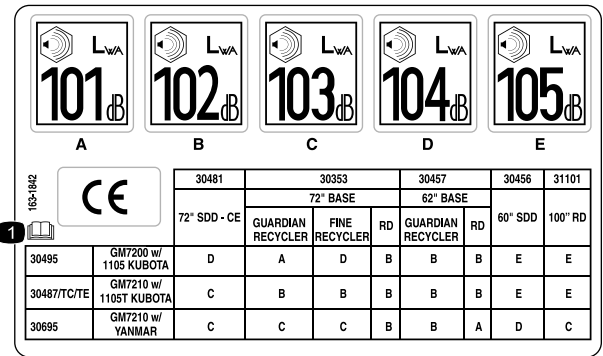 LWA LWA LWA LWA LWA
101dB 102dB 103dB 104dB 105dB
A B C D E
163-1842
CE
1
30481 30353 30457 30456 31101
72" SDD - CE 72" BASE 62" BASE 60" SDD 100" RD
GUARDIAN RECYCLER FINE RECYCLER RD GUARDIAN RECYCLER RD
30495 GM7200 w/ 1105 KUBOTA D A D B B B E E
30487/TC/TE GM7210 w/ 1105T KUBOTA C B B B B B E E
30695 GM7210 w/ YANMAR C C C B B A D C